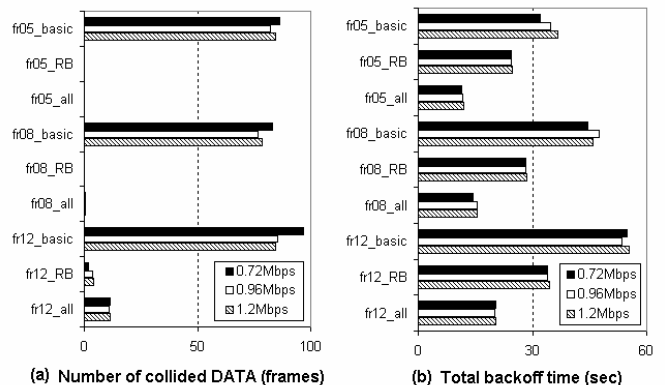 fr05_basic
fr05_RB
fr05_all
fr08_basic
fr08_RB
fr08_all
fr12_basic
fr12_RB
fr12_all
0.72Mbps
0.96Mbps
1.2Mbps
0 50 100
(a) Number of collided DATA (frames)
fr05_basic
fr05_RB
fr05_all
fr08_basic
fr08_RB
fr08_all
fr12_basic
fr12_RB
fr12_all
0.72Mbps
0.96Mbps
1.2Mbps
0 30 60
(b) Total backoff time (sec)